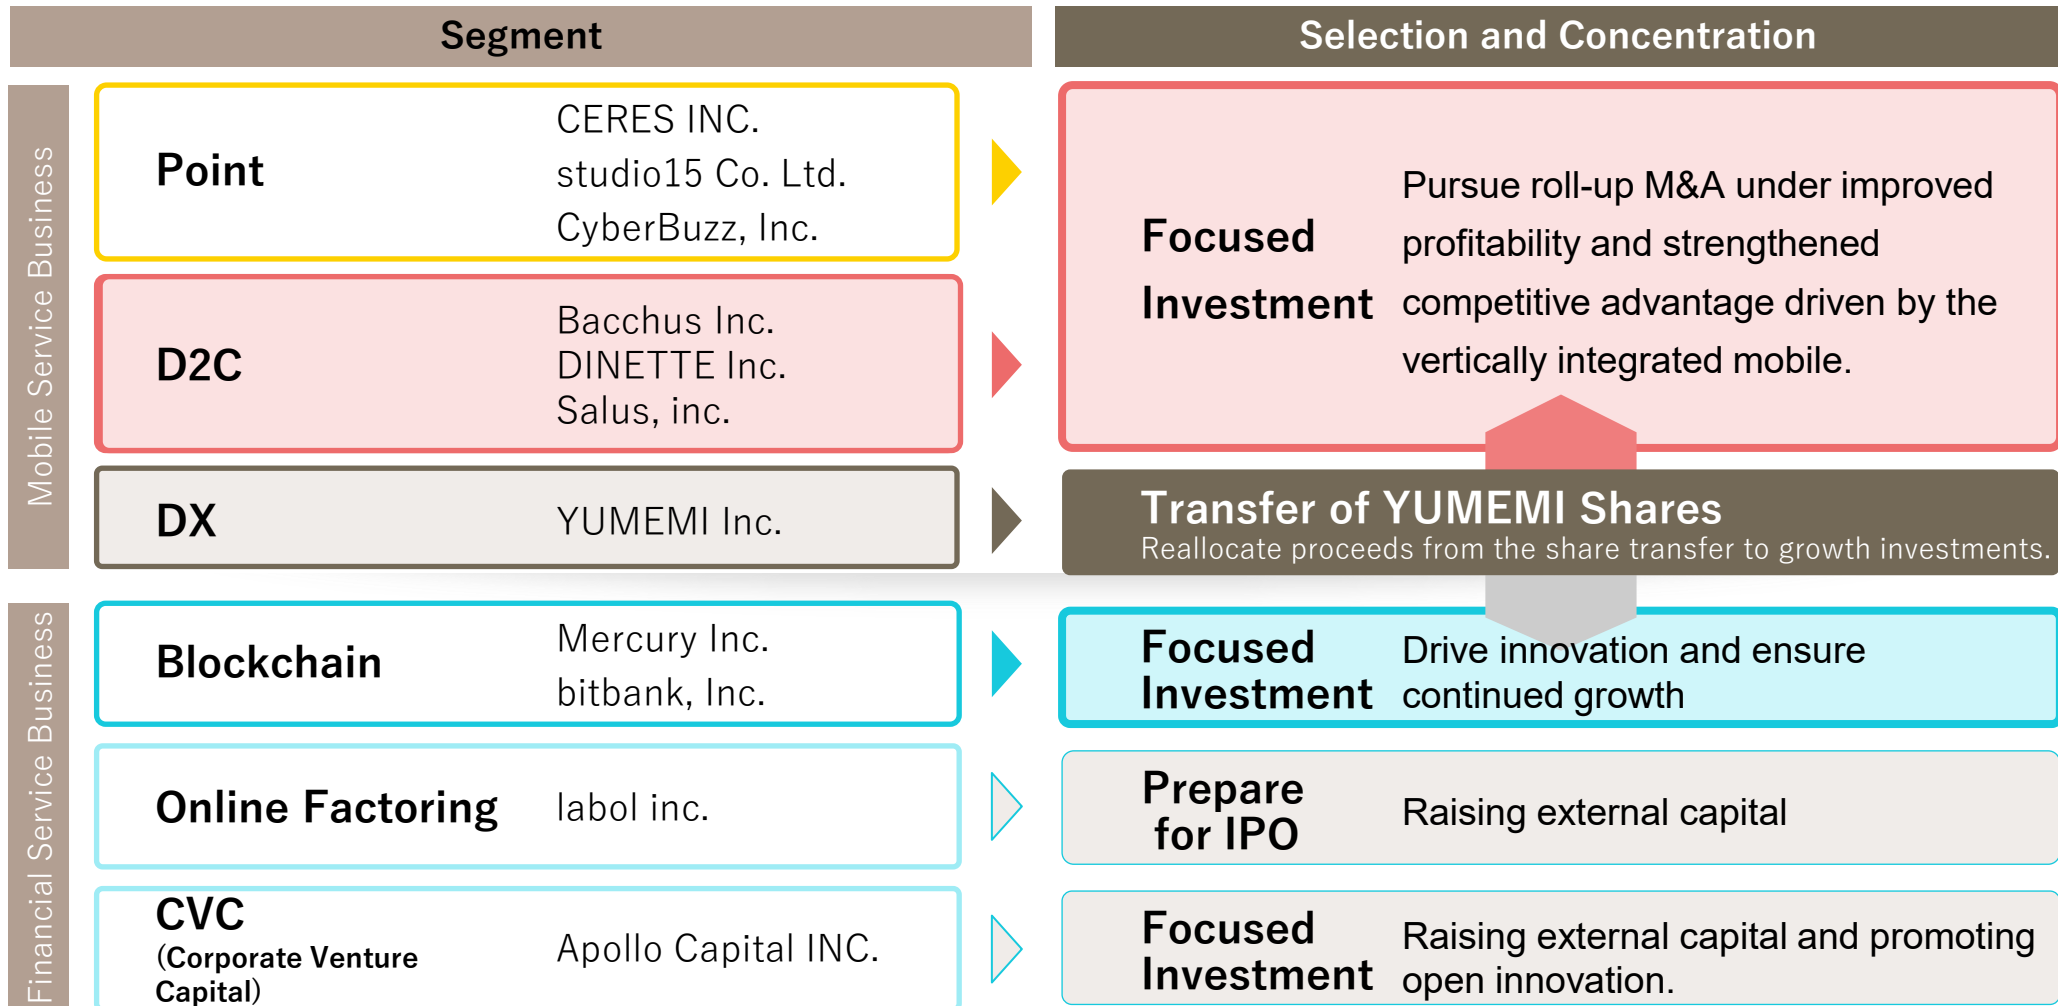 Segment
Selection and Concentration
Mobile Service Business
Point
CERES INC.
studio15 Co. Ltd.
CyberBuzz, Inc.
D2C
Bacchus Inc.
DINETTE Inc.
Salus, inc.
Focused
Investment
Pursue roll-up M&A under improved
profitability and strengthened
competitive advantage driven by the
vertically integrated mobile.
DX
YUMEMI Inc.
Transfer of YUMEMI Shares
Reallocate proceeds from the share transfer to growth investments.
Financial Service Business
Blockchain
Mercury Inc.
bitbank, Inc.
Focused
Investment
Drive innovation and ensure
continued growth
Online Factoring
labol inc.
Prepare
for IPO
Raising external capital
CVC
(Corporate Venture
Capital)
Apollo Capital INC.
Focused
Investment
Raising external capital and promoting
open innovation.